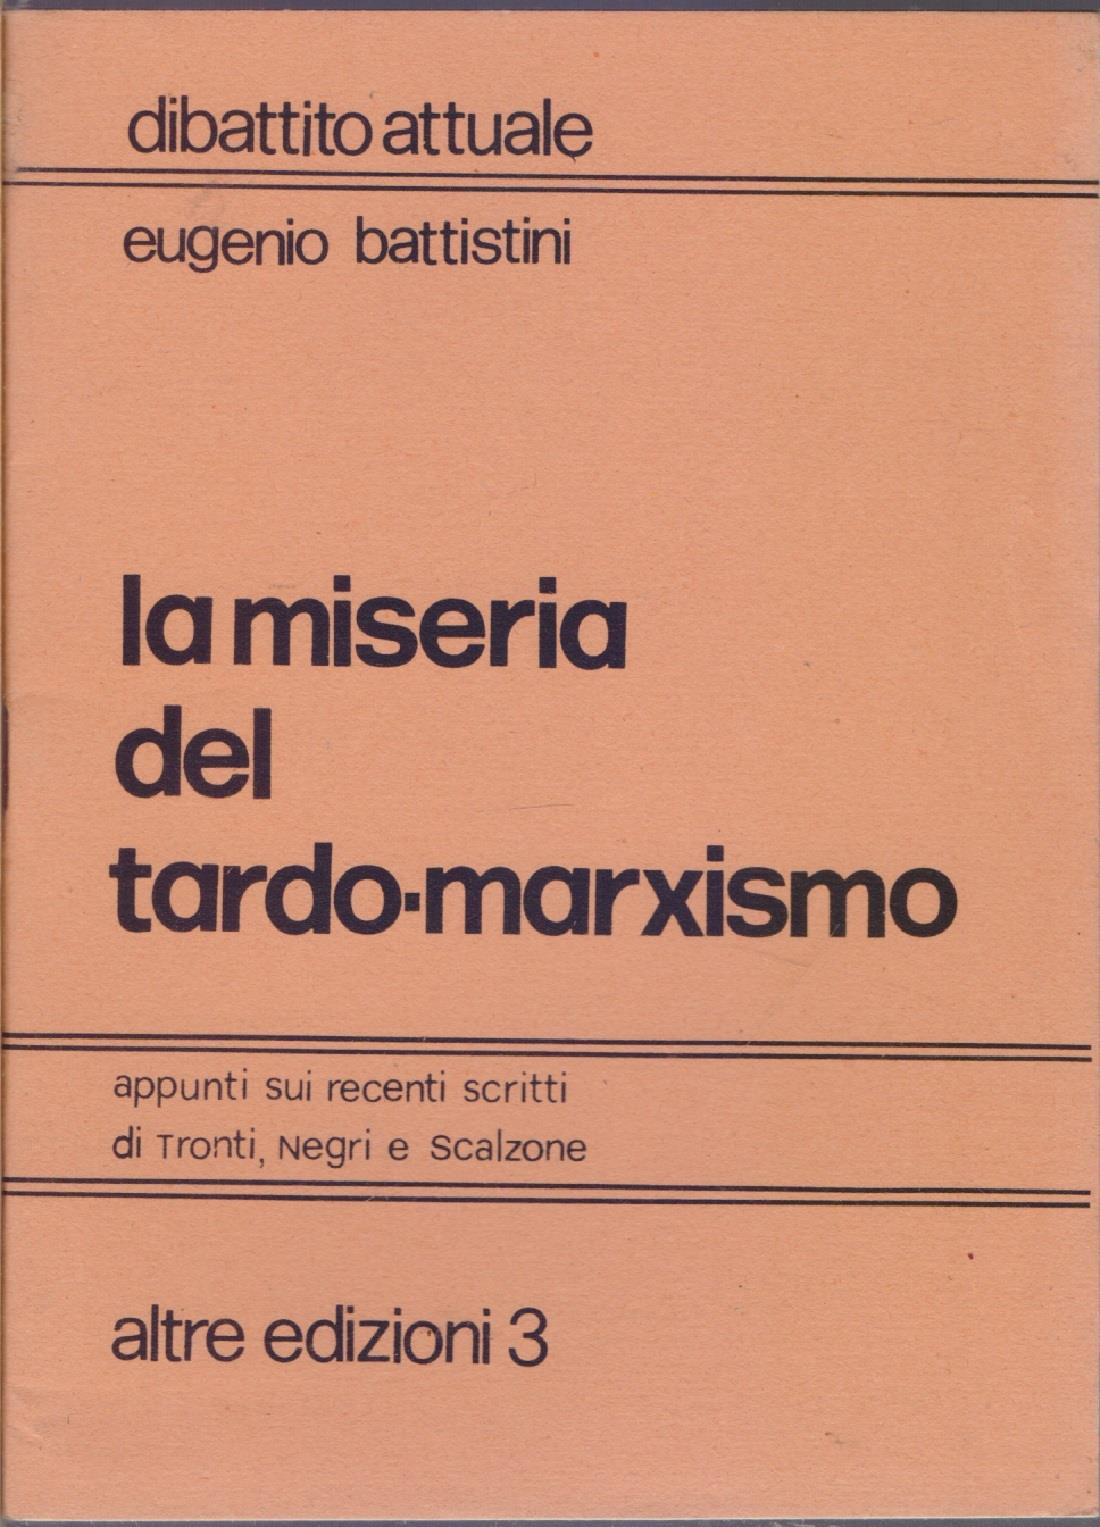 dibattito attuale
eugenio battistini
la miseria
del
tardo-marxismo
appunti sui recenti scritti
di Tronti, Negri e Scalzone
altre edizioni 3